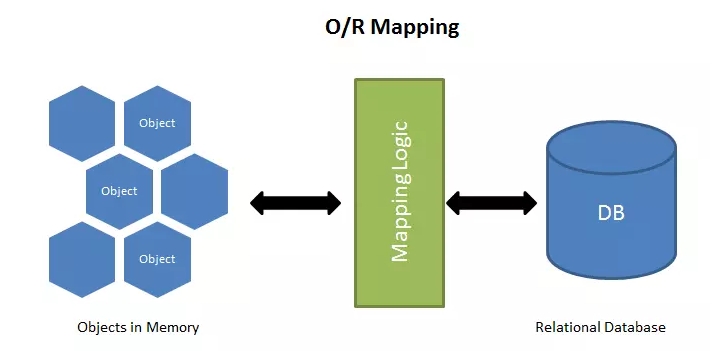 O/R Mapping
Object
Object
Object
Mapping Logic
DB
Objects in Memory
Relational Database